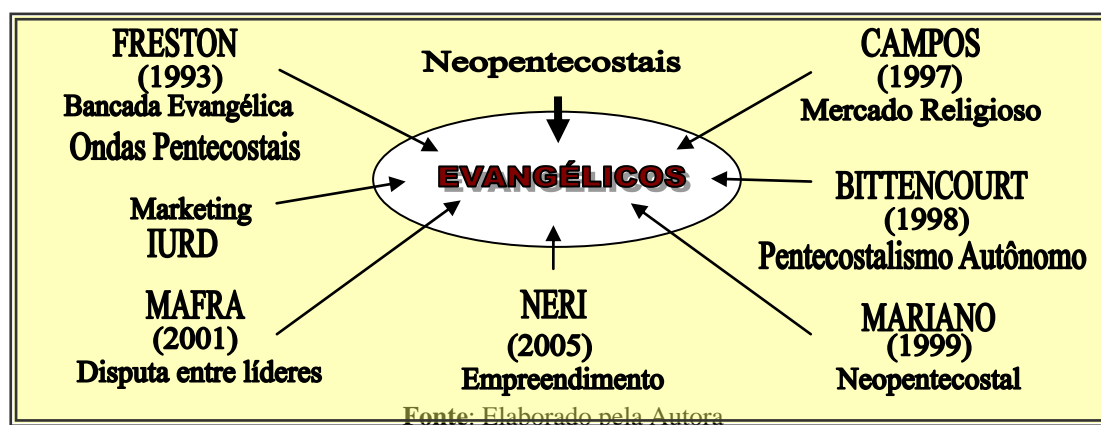 FRESTON
(1993)
Bancada Evangélica
Ondas Pentecostais
Neopentecostais
CAMPOS
(1997)
Mercado Religioso
EVANGÉLICOS
Marketing
IURD
BITTENCOURT
(1998)
Pentecostalismo Autônomo
MAFRA
(2001)
Disputa entre líderes
NERI
(2005)
Empreendimento
MARIANO
(1999)
Neopentecostal
Fonte: Elaborado pela Autora